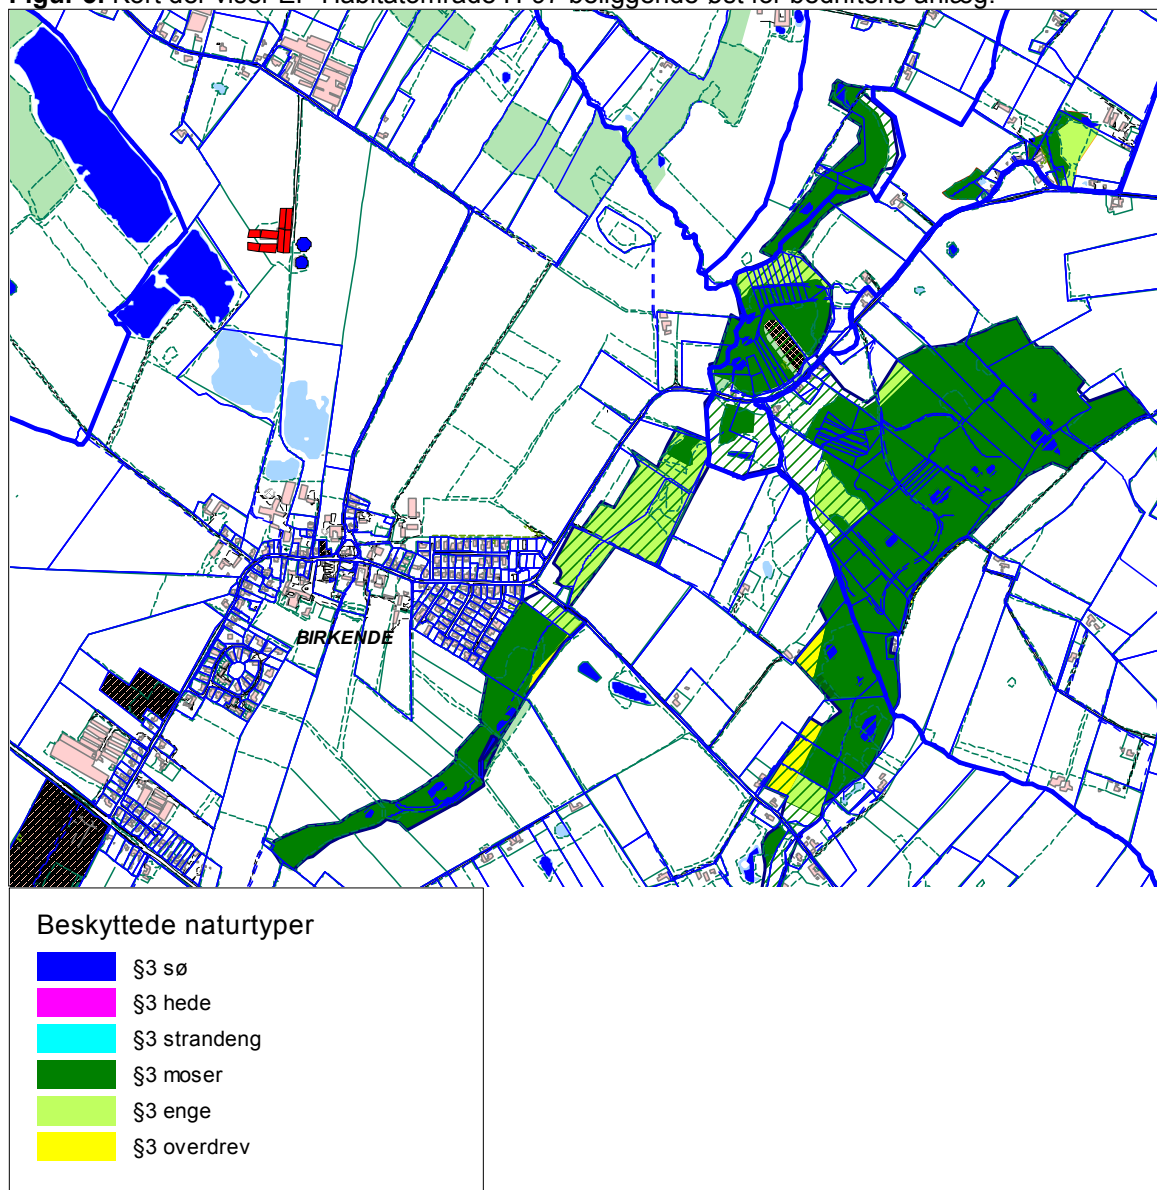 BIRKENDE
Beskyttede naturtyper
§3 sø
§3 hede
§3 strandeng
§3 moser
§3 enge
§3 overdrev